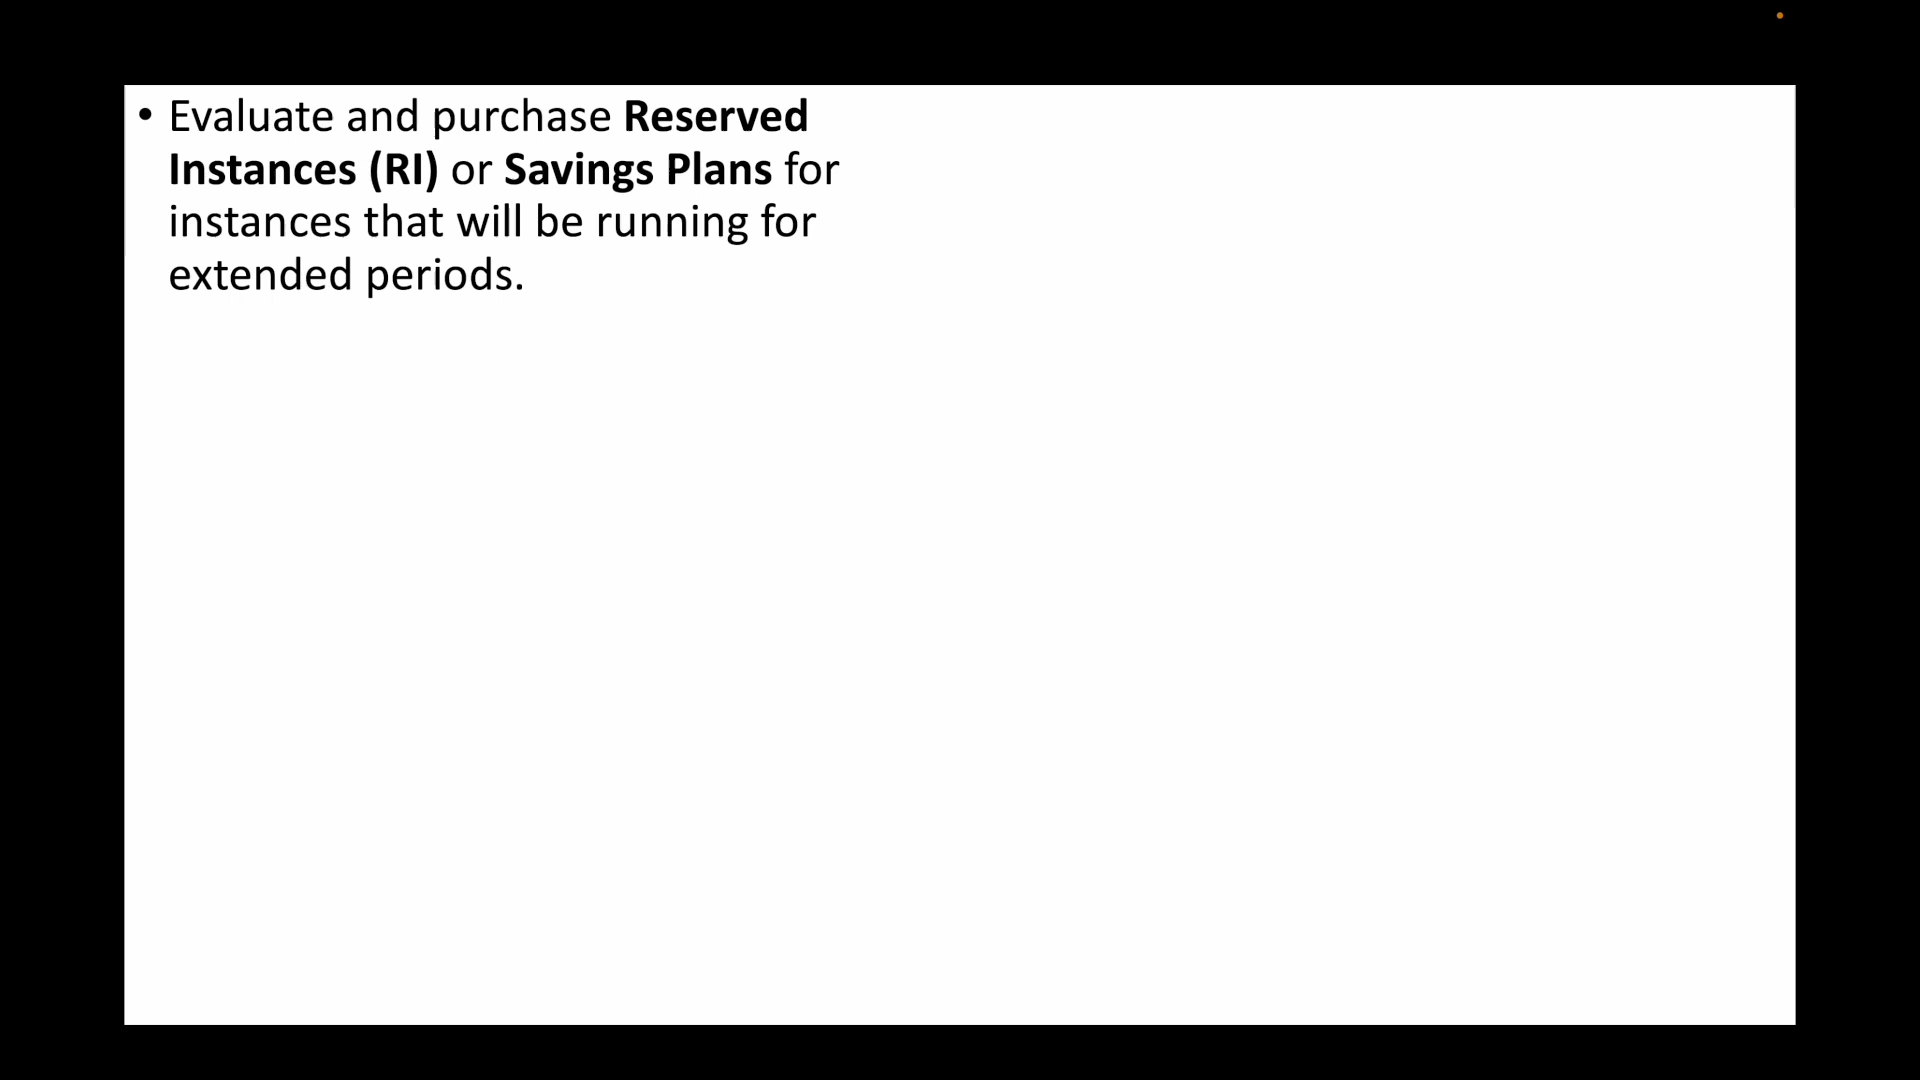 • Evaluate and purchase Reserved
Instances (RI) or Savings Plans for
instances that will be running for
extended periods.